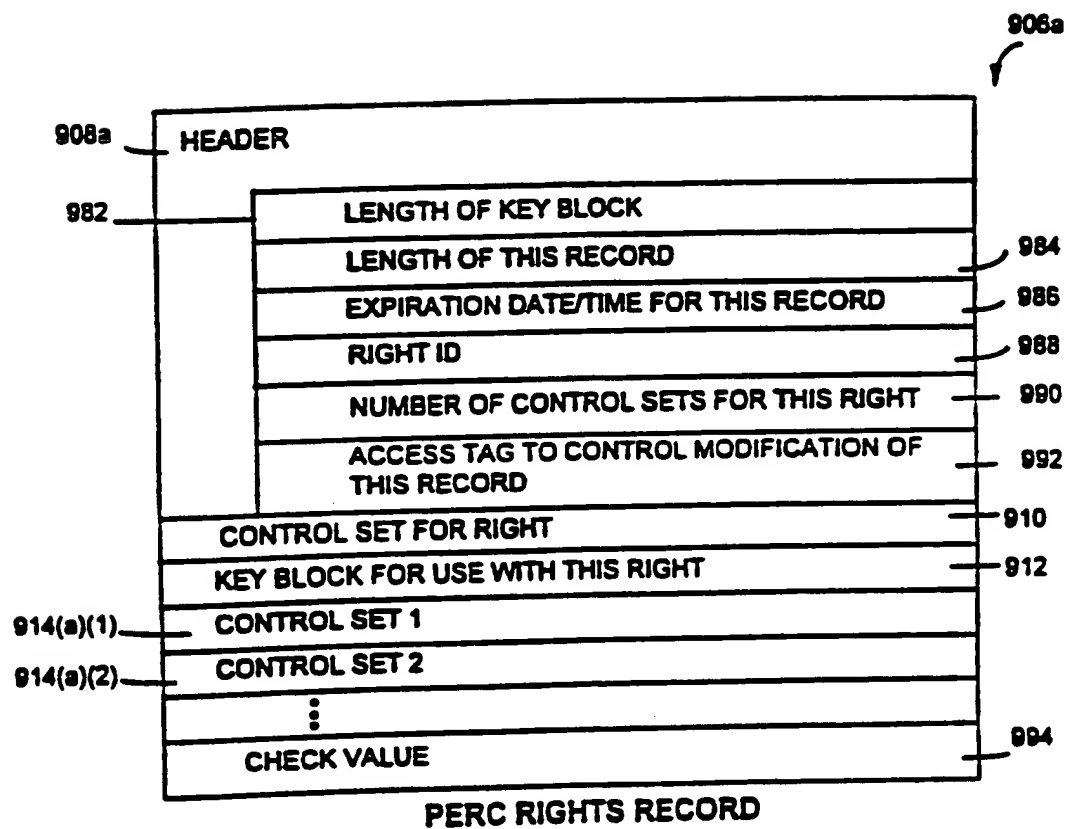 906a
908a
HEADER
982
LENGTH OF KEY BLOCK
LENGTH OF THIS RECORD
984
EXPIRATION DATE/TIME FOR THIS RECORD
986
RIGHT ID
988
NUMBER OF CONTROL SETS FOR THIS RIGHT
990
ACCESS TAG TO CONTROL MODIFICATION OF
THIS RECORD
992
CONTROL SET FOR RIGHT
910
KEY BLOCK FOR USE WITH THIS RIGHT
912
914(a)(1)
CONTROL SET 1
914(a)(2)
CONTROL SET 2
CHECK VALUE
994
PERC RIGHTS RECORD